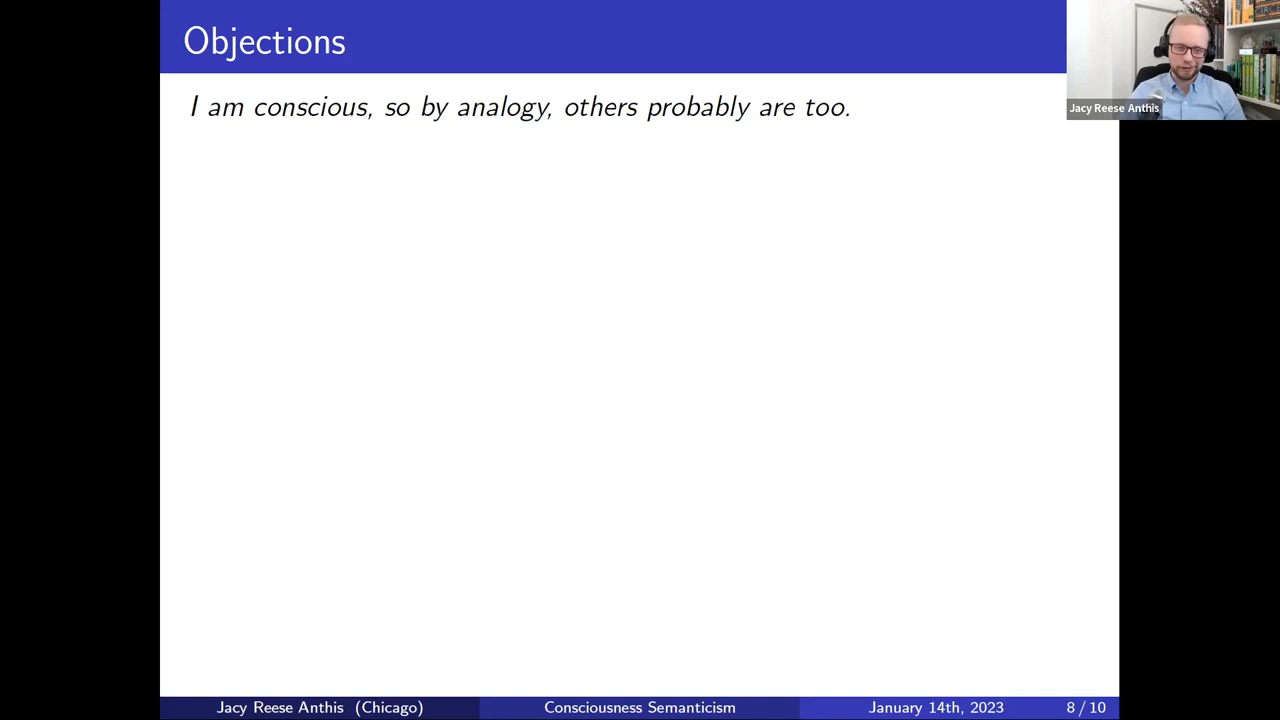 Objections
I am conscious, so by analogy, others probably are too.
Jacy Reese Anthis
Jacy Reese Anthis (Chicago)
Consciousness Semanticism
January 14th, 2023
8 / 10